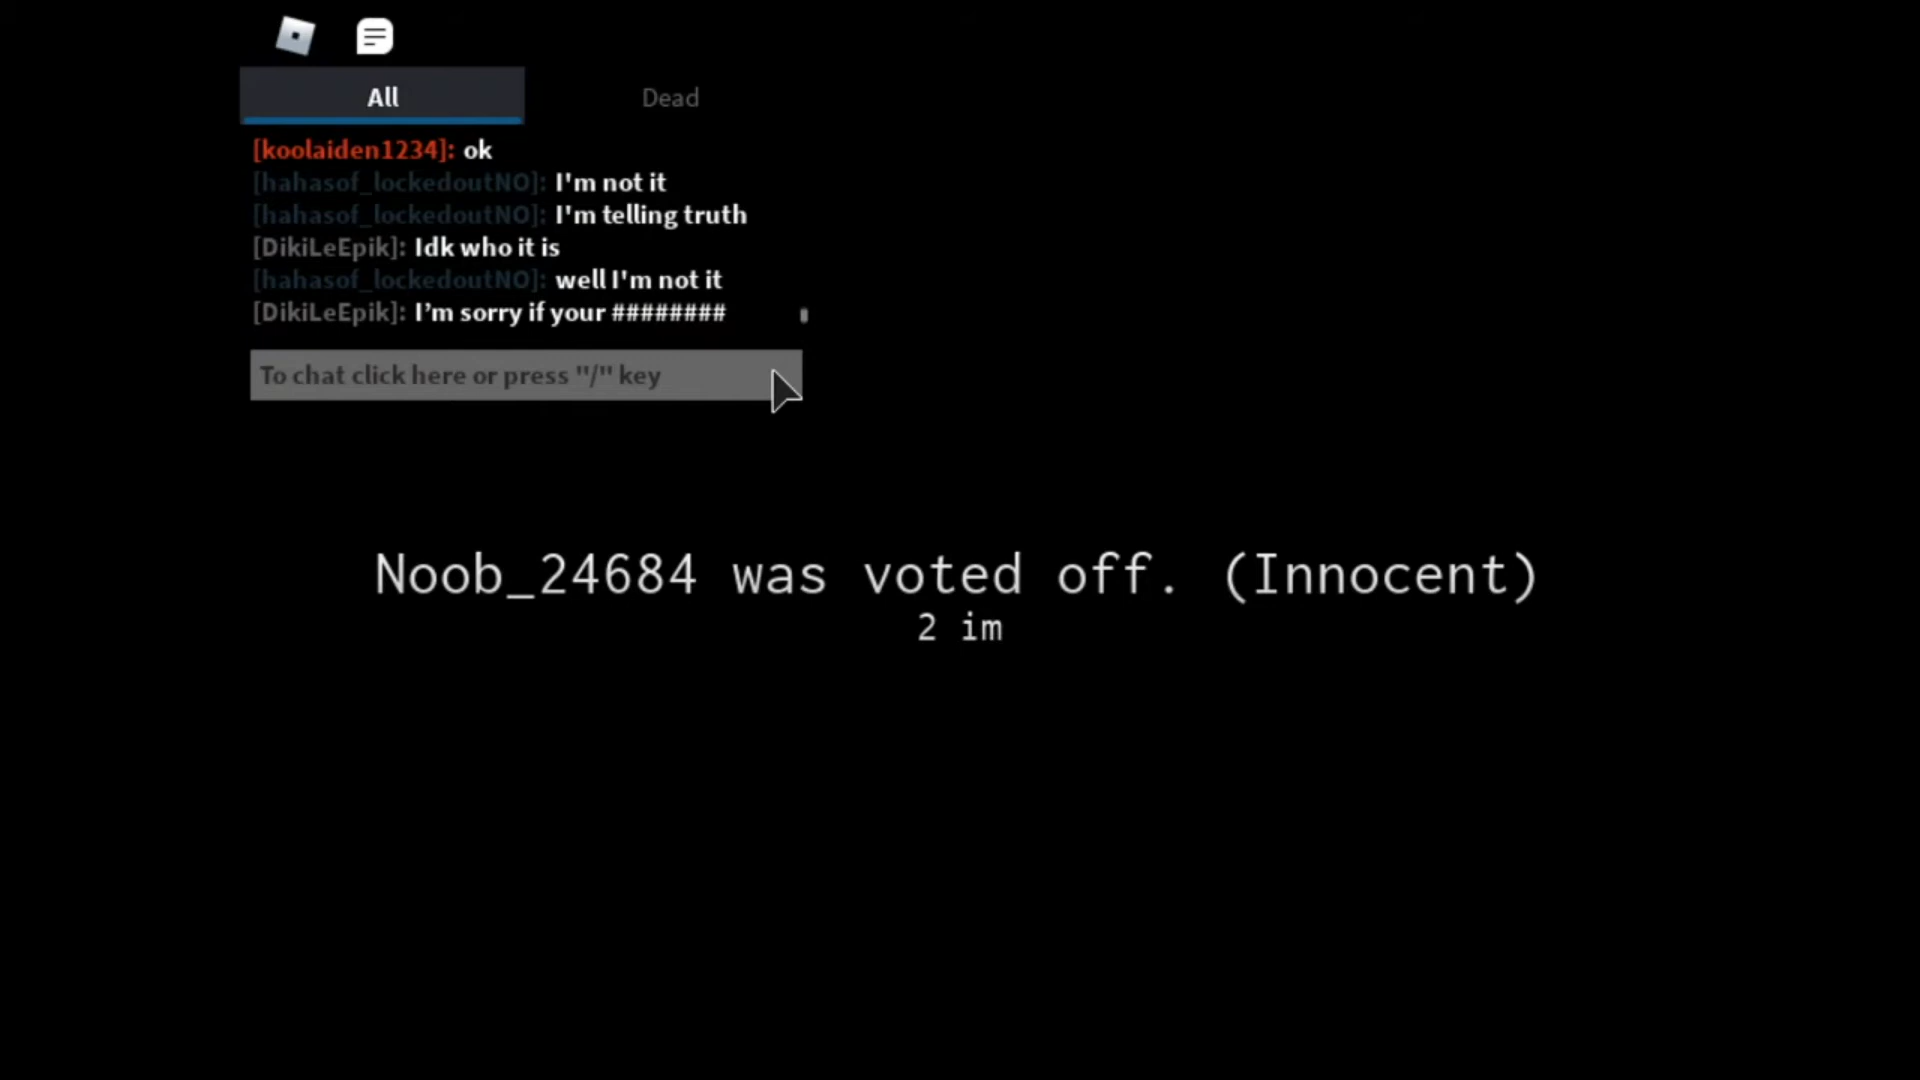 All
Dead
[koolaiden1234]: ok
[hahasof_lockedoutNO]: I'm not it
[hahasof_lockedoutNO]: I'm telling truth
[DikiLeEpik]: Idk who it is
[hahasof_lockedoutNO]: well I'm not it
[DikiLeEpik]: I’m sorry if your ########
To chat click here or press "/" key
Noob_24684 was voted off. (Innocent)
2 im